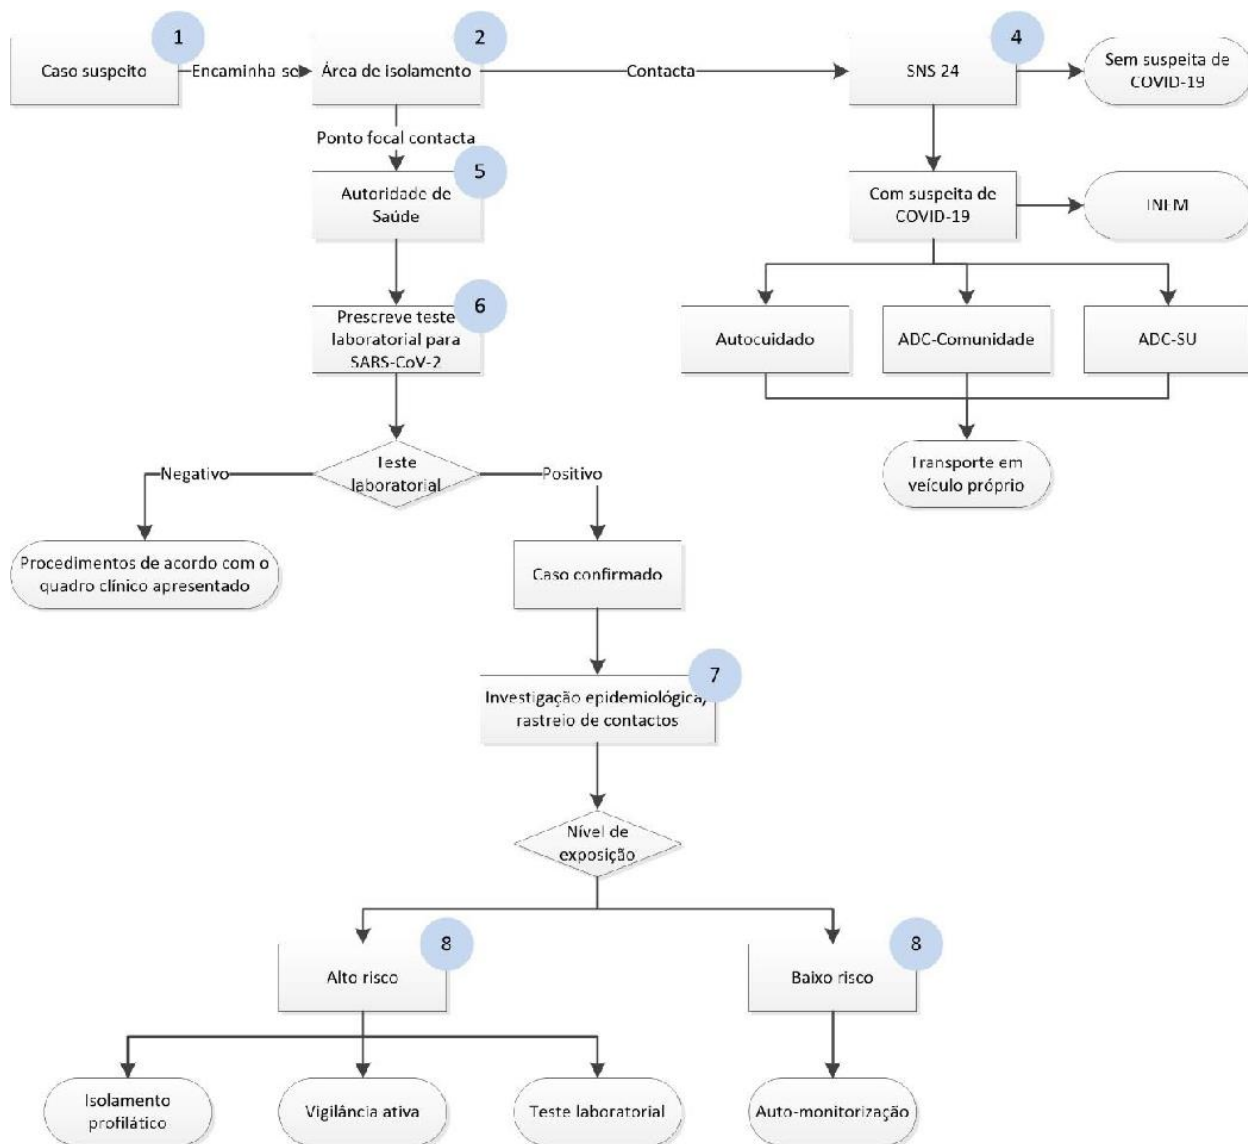 1
Caso suspeito
Encaminha se
2
Área de isolamento
Contacta
4
SNS 24
Sem suspeita de
COVID-19
Ponto focal contacta
5
Autoridade de
Saúde
Com suspeita de
COVID-19
INEM
6
Prescreve teste
laboratorial para
SARS-CoV-2
Autocuidado
ADC-Comunidade
ADC-SU
Negativo
Teste
laboratorial
Positivo
Transporte em
veículo próprio
Procedimentos de acordo com o
quadro clínico apresentado
Caso confirmado
7
Investigação epidemiológica/
rastreio de contactos
Nível de
exposição
8
Alto risco
8
Baixo risco
Isolamento
profilático
Vigilância ativa
Teste laboratorial
Auto-monitorização